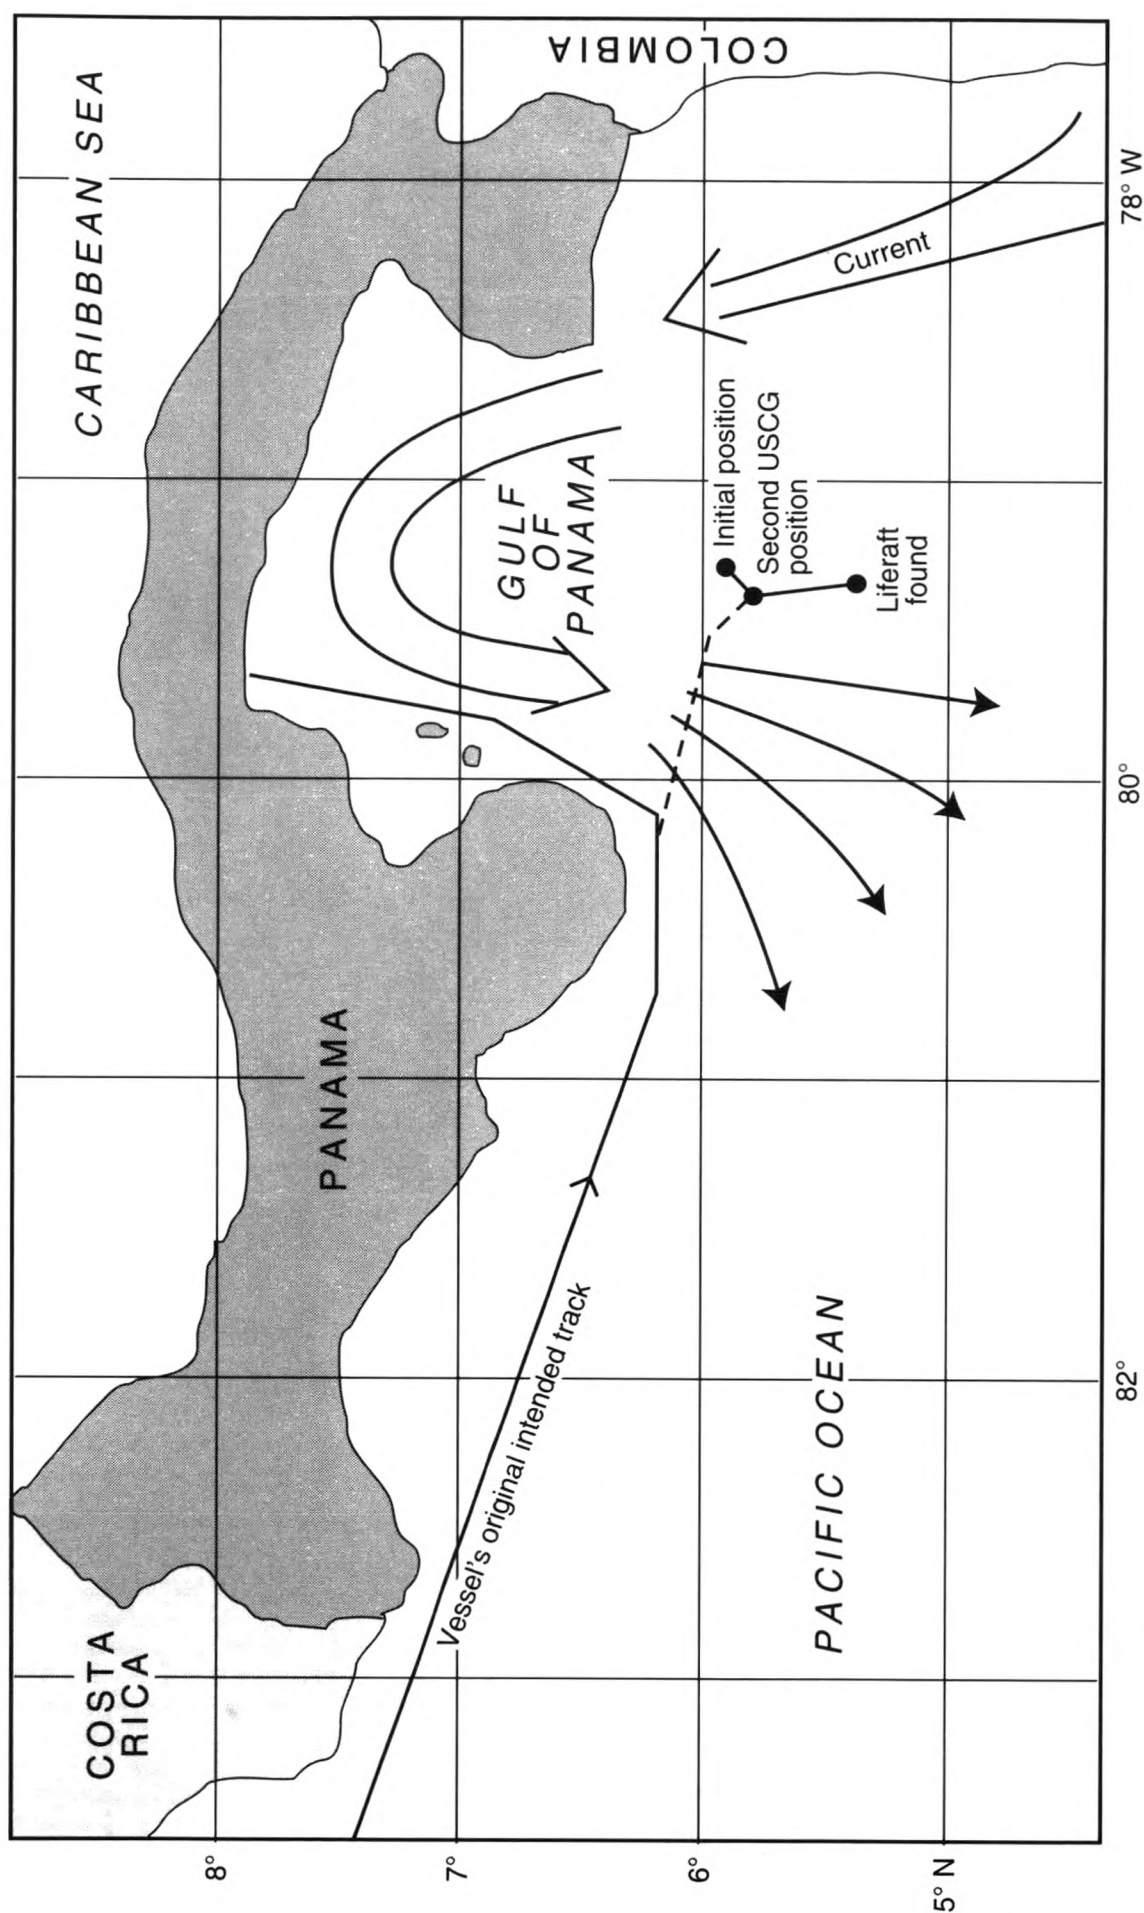 CARIBBEAN SEA
COLOMBIA
COSTA
RICA
PANAMA
GULF
OF
PANAMA
Current
Initial position
Second USCG
position
Liferaft
found
Vessel's original intended track
PACIFIC OCEAN
8°
7°
6°
5° N
82°
80°
78° W